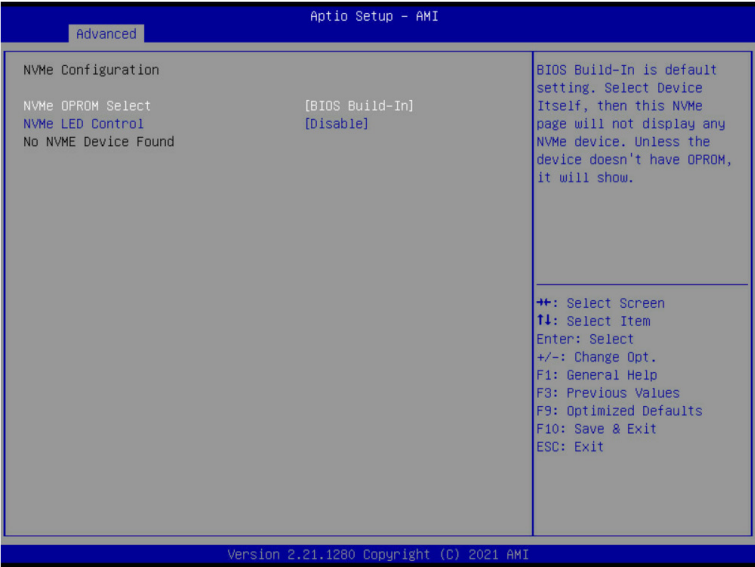 Aptio Setup – AMI
Advanced
NVMe Configuration
NVMe OPROM Select [BIOS Build-In]
NVMe LED Control [Disable]
No NVME Device Found
BIOS Build-In is default
setting. Select Device
Itself, then this NVMe
page will not display any
NVMe device. Unless the
device doesn't have OPROM,
it will show.
→←: Select Screen
↑↓: Select Item
Enter: Select
+/-: Change Opt.
F1: General Help
F3: Previous Values
F9: Optimized Defaults
F10: Save & Exit
ESC: Exit
Version 2.21.1280 Copyright (C) 2021 AMI